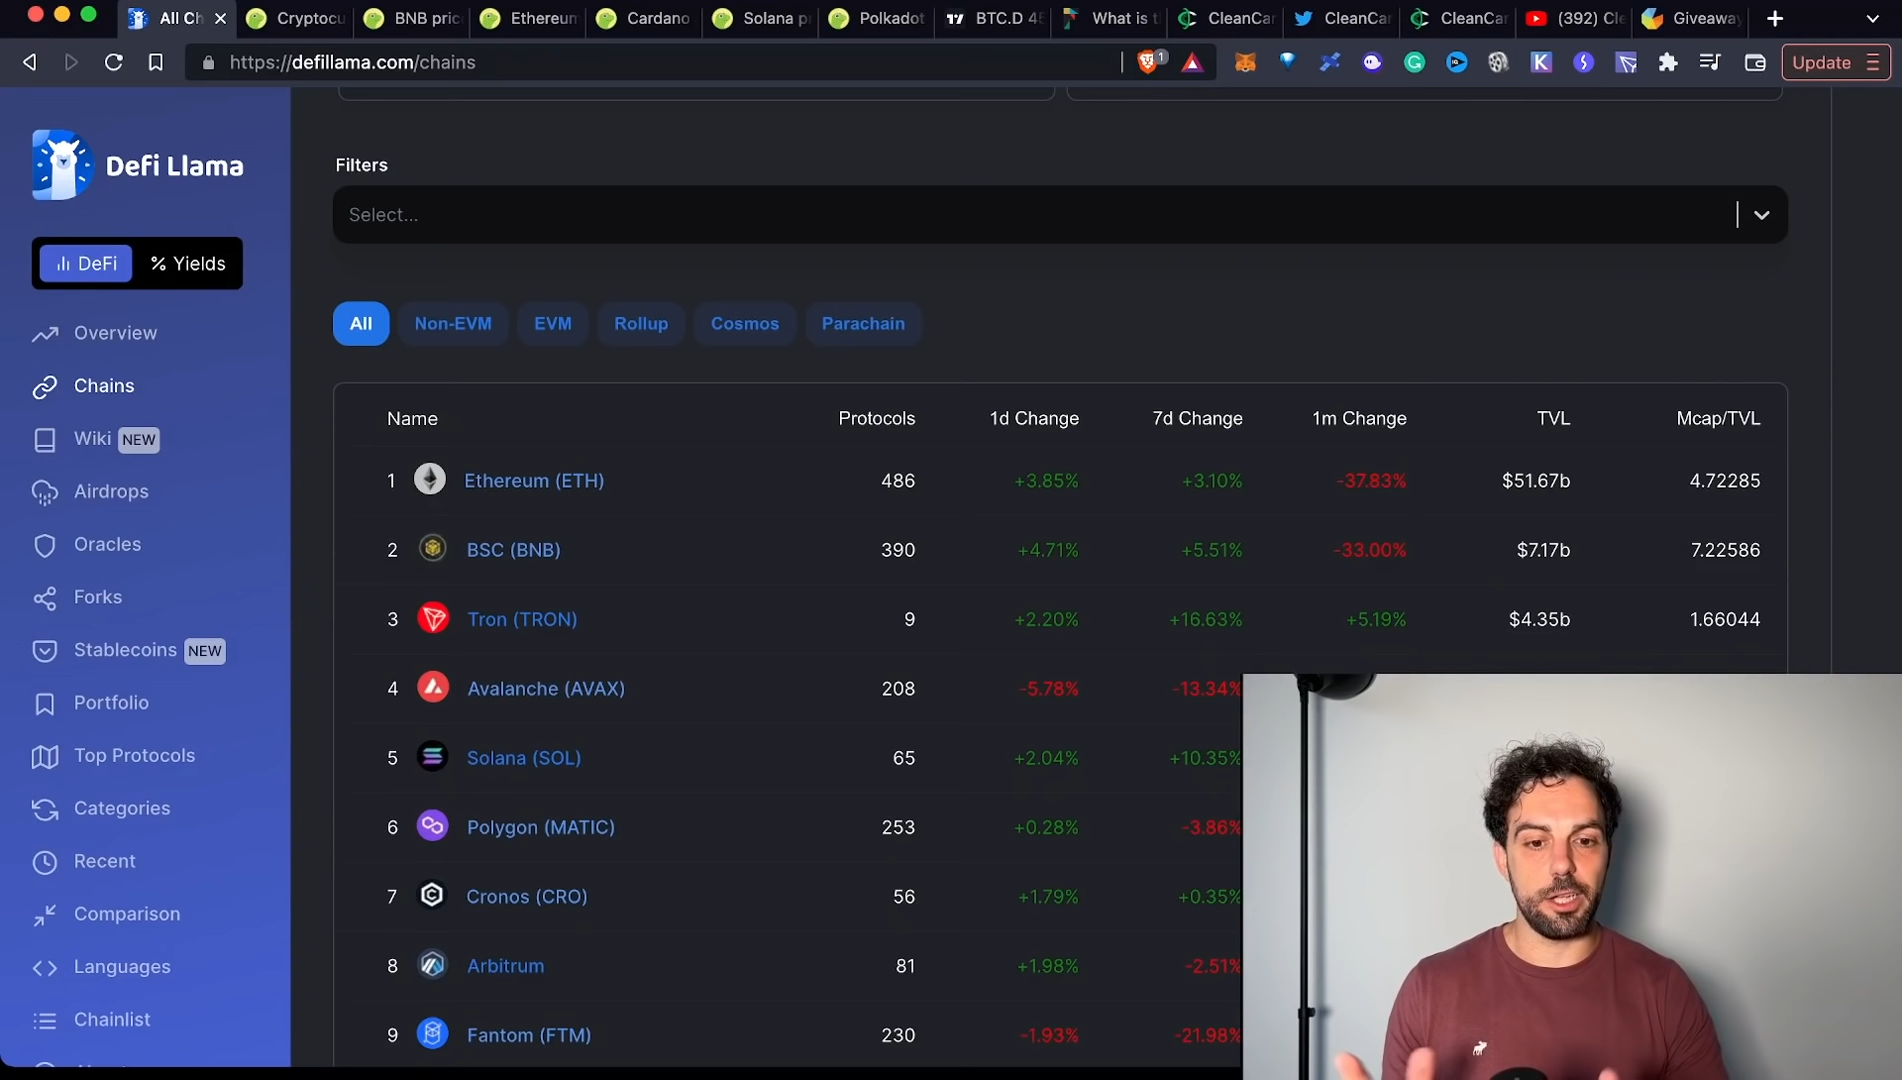 All Ch
Cryptocu
BNB pric
Ethereum
Cardano
Solana p
Polkadot
BTC.D 45
What is t
CleanCar
CleanCar
CleanCar
(392) Cle
Giveaway
https://defillama.com/chains
1
Update
Defi Llama
DeFi
% Yields
Overview
Chains
Wiki NEW
Airdrops
Oracles
Forks
Stablecoins NEW
Portfolio
Top Protocols
Categories
Recent
Comparison
Languages
Chainlist
Filters
Select...
All Non-EVM EVM Rollup Cosmos Parachain
Name Protocols 1d Change 7d Change 1m Change TVL Mcap/TVL
1 Ethereum (ETH) 486 +3.85% +3.10% -37.83% $51.67b 4.72285
2 BSC (BNB) 390 +4.71% +5.51% -33.00% $7.17b 7.22586
3 Tron (TRON) 9 +2.20% +16.63% +5.19% $4.35b 1.66044
4 Avalanche (AVAX) 208 -5.78% -13.34%
5 Solana (SOL) 65 +2.04% +10.35%
6 Polygon (MATIC) 253 +0.28% -3.86%
7 Cronos (CRO) 56 +1.79% +0.35%
8 Arbitrum 81 +1.98% -2.51%
9 Fantom (FTM) 230 -1.93% -21.98%